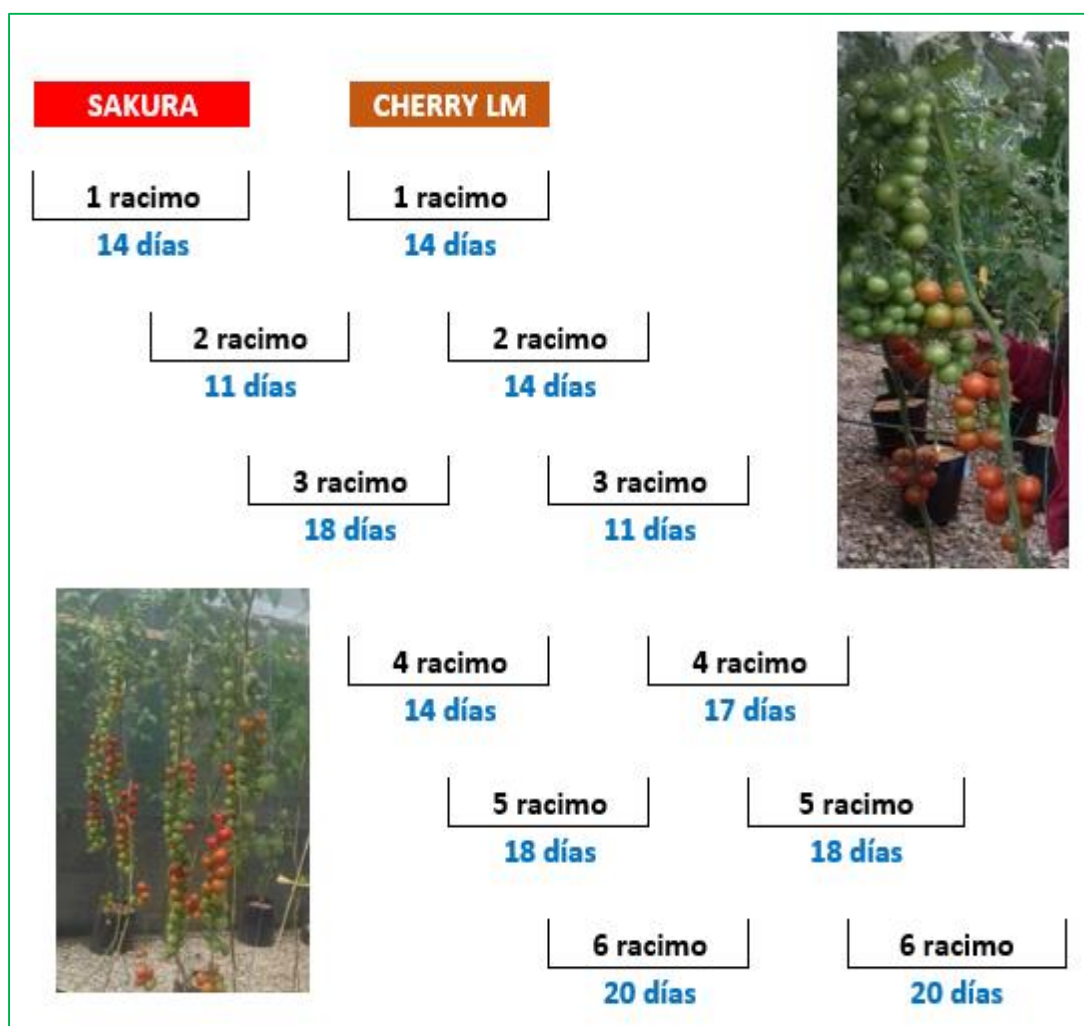 SAKURA CHERRY LM
1 racimo 1 racimo
14 días 14 días
2 racimo 2 racimo
11 días 14 días
3 racimo 3 racimo
18 días 11 días
4 racimo 4 racimo
14 días 17 días
5 racimo 5 racimo
18 días 18 días
6 racimo 6 racimo
20 días 20 días